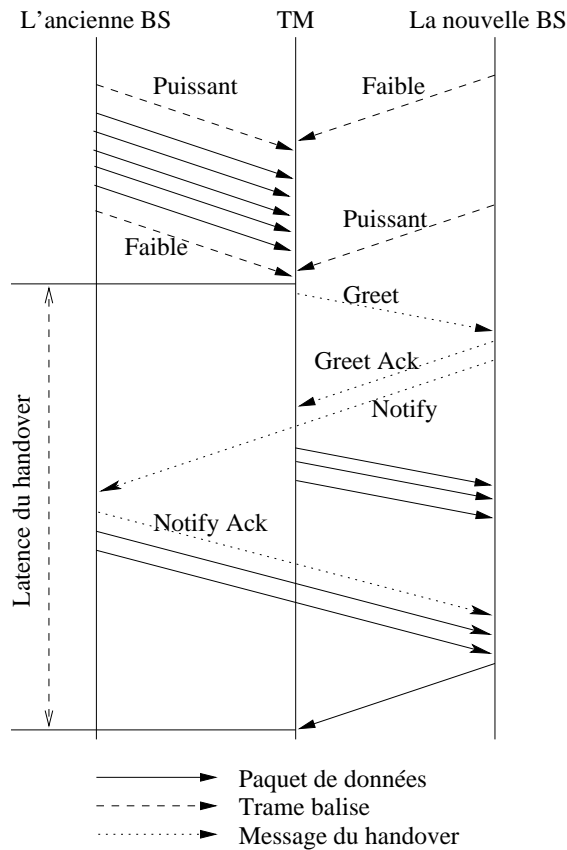 L'ancienne BS TM La nouvelle BS
Puissant Faible
Puissant
Faible
Greet
Greet Ack
Notify
Notify Ack
Latence du handover
Paquet de données
Trame balise
Message du handover